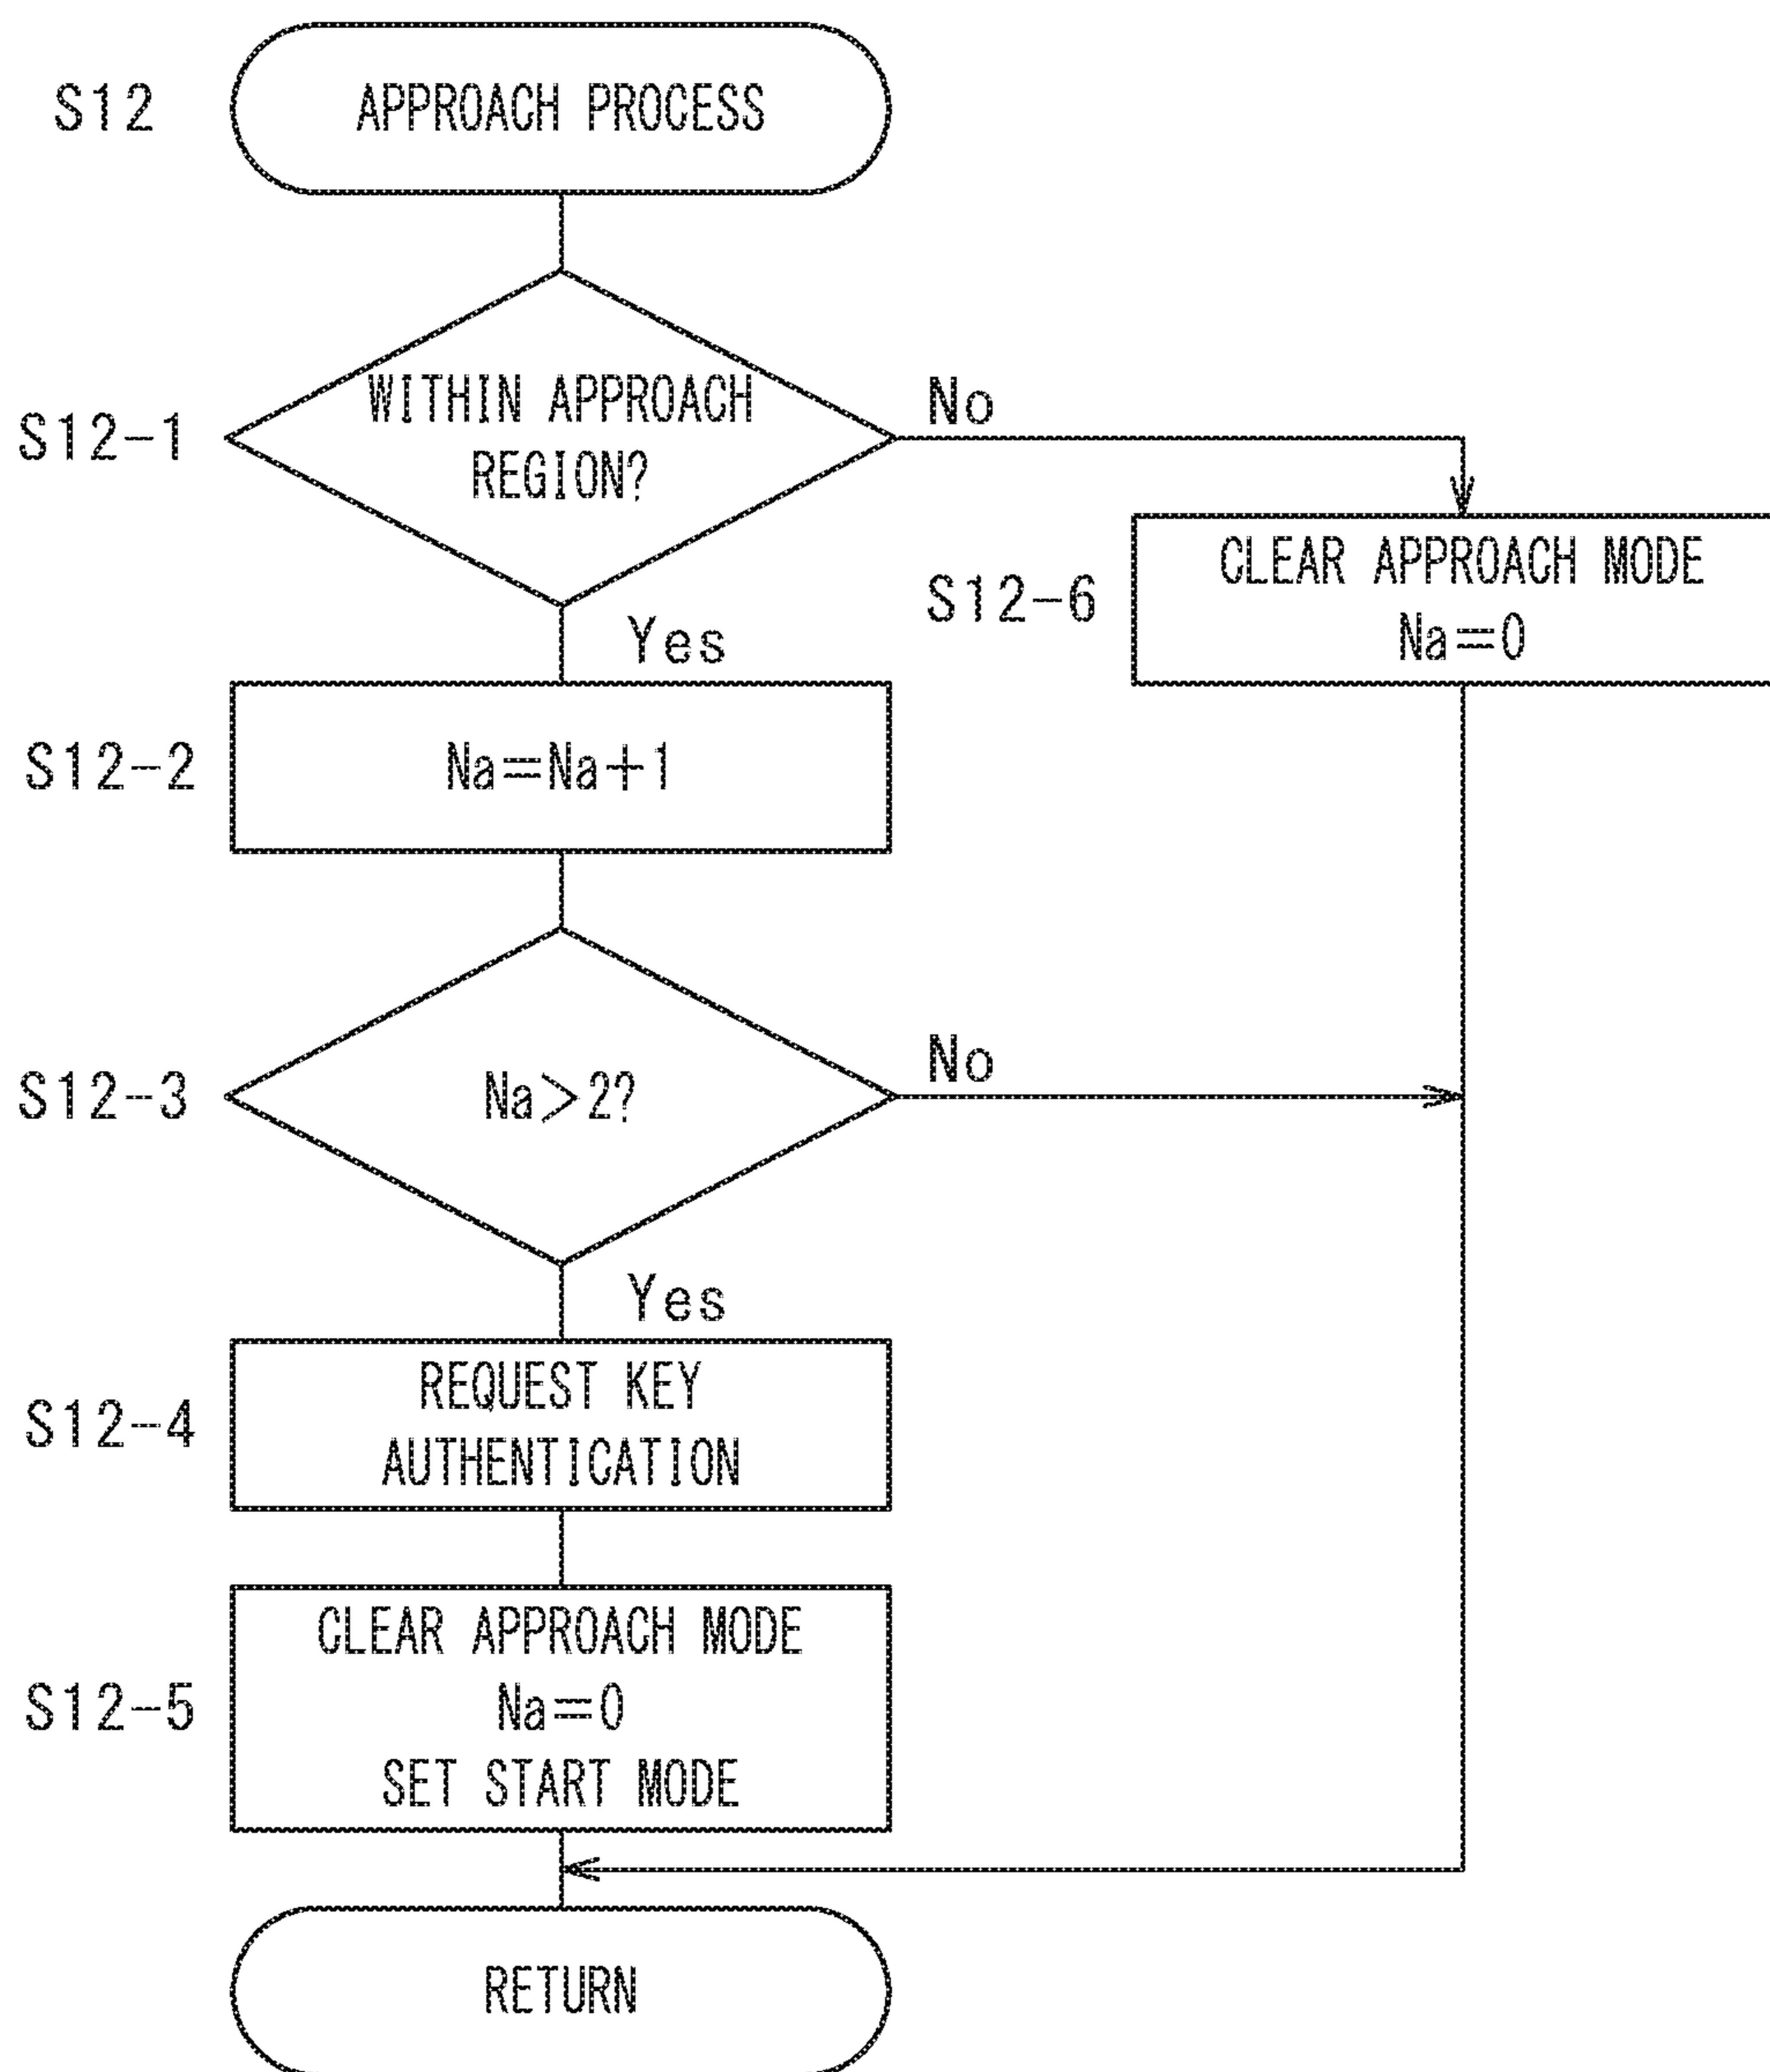 S12
APPROACH PROCESS
S12-1
WITHIN APPROACH
REGION?
No
Yes
S12-6
CLEAR APPROACH MODE
Na=0
S12-2
Na=Na+1
S12-3
Na>2?
No
Yes
S12-4
REQUEST KEY
AUTHENTICATION
S12-5
CLEAR APPROACH MODE
Na=0
SET START MODE
RETURN